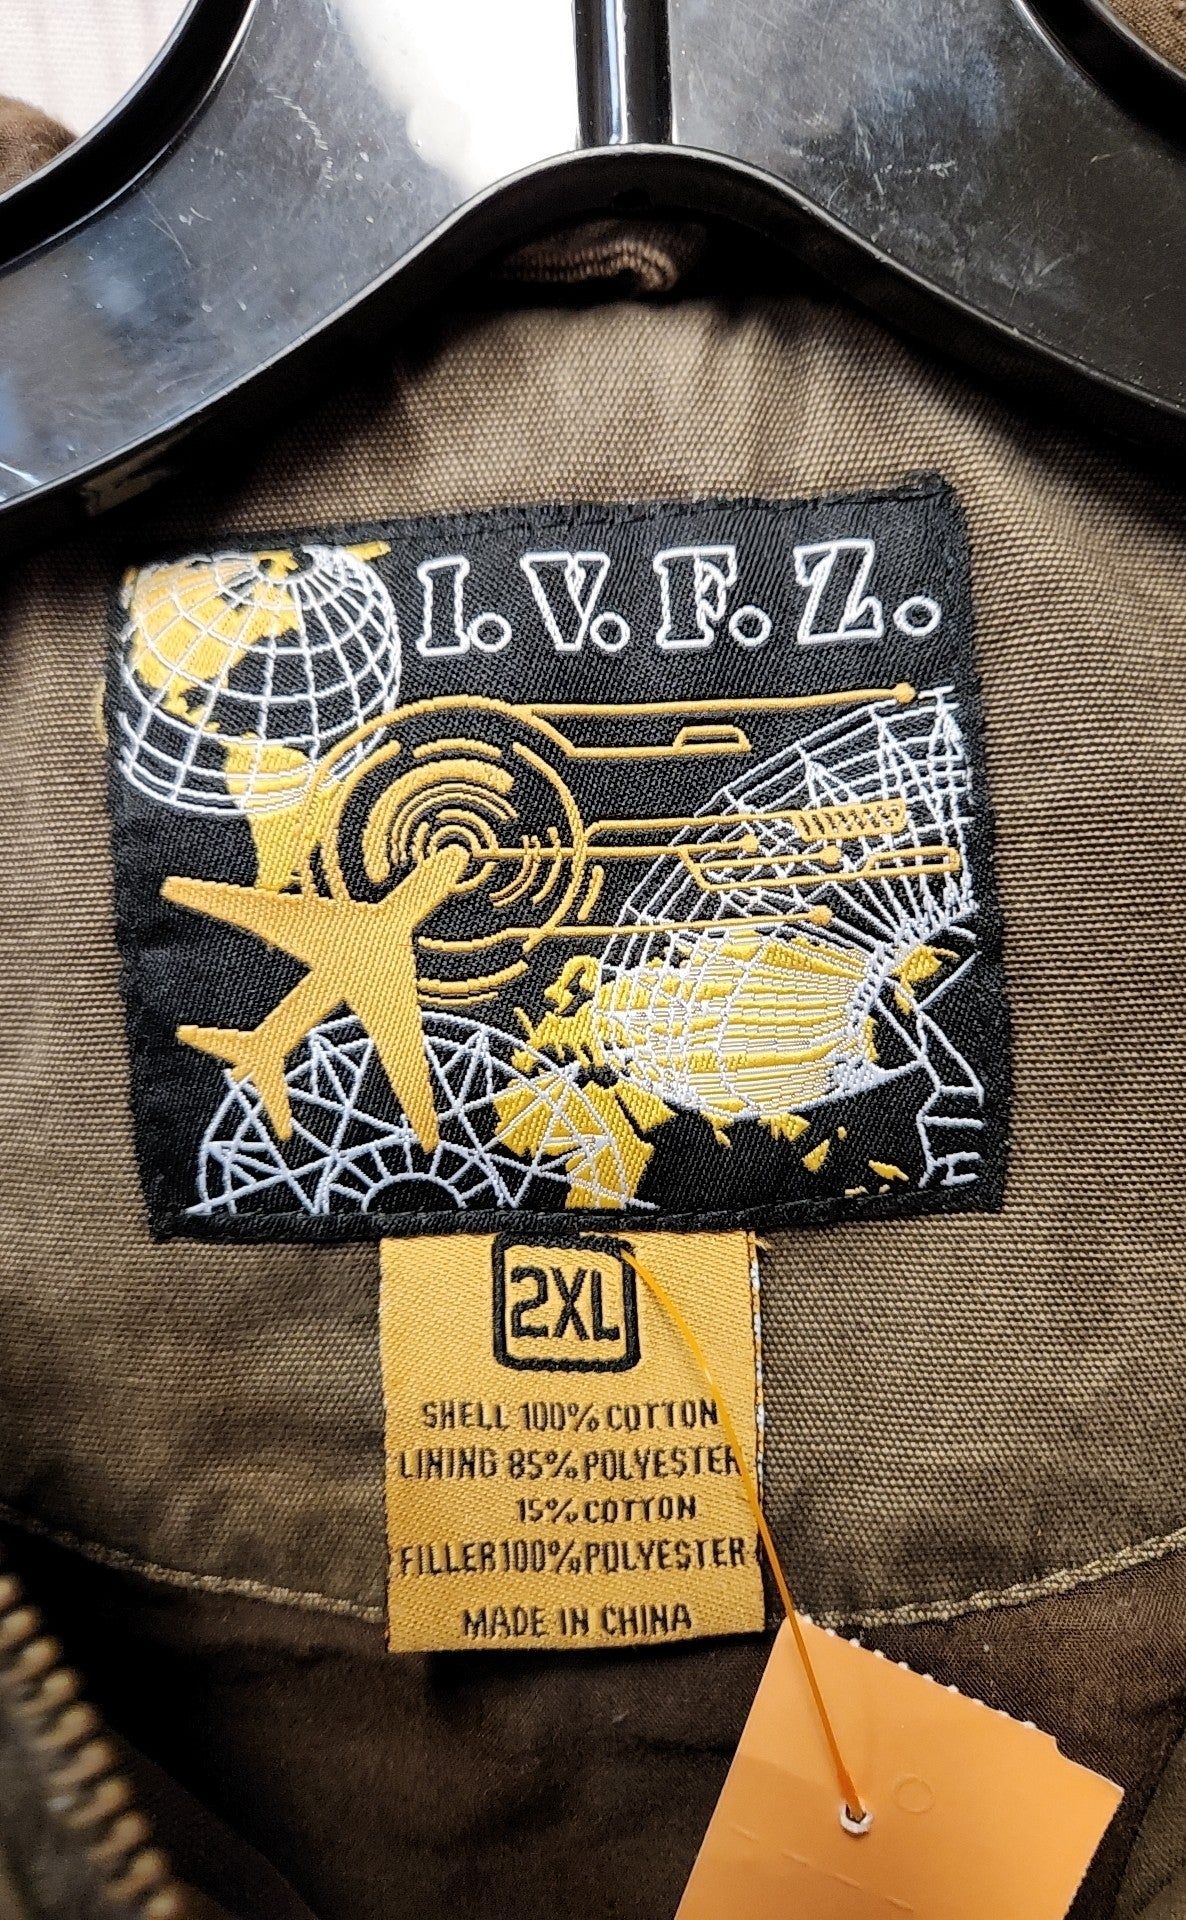 I.V.F.Z.
2XL
SHELL 100% COTTON
LINING 85% POLYESTER
15% COTTON
FILLER 100% POLYESTER
MADE IN CHINA